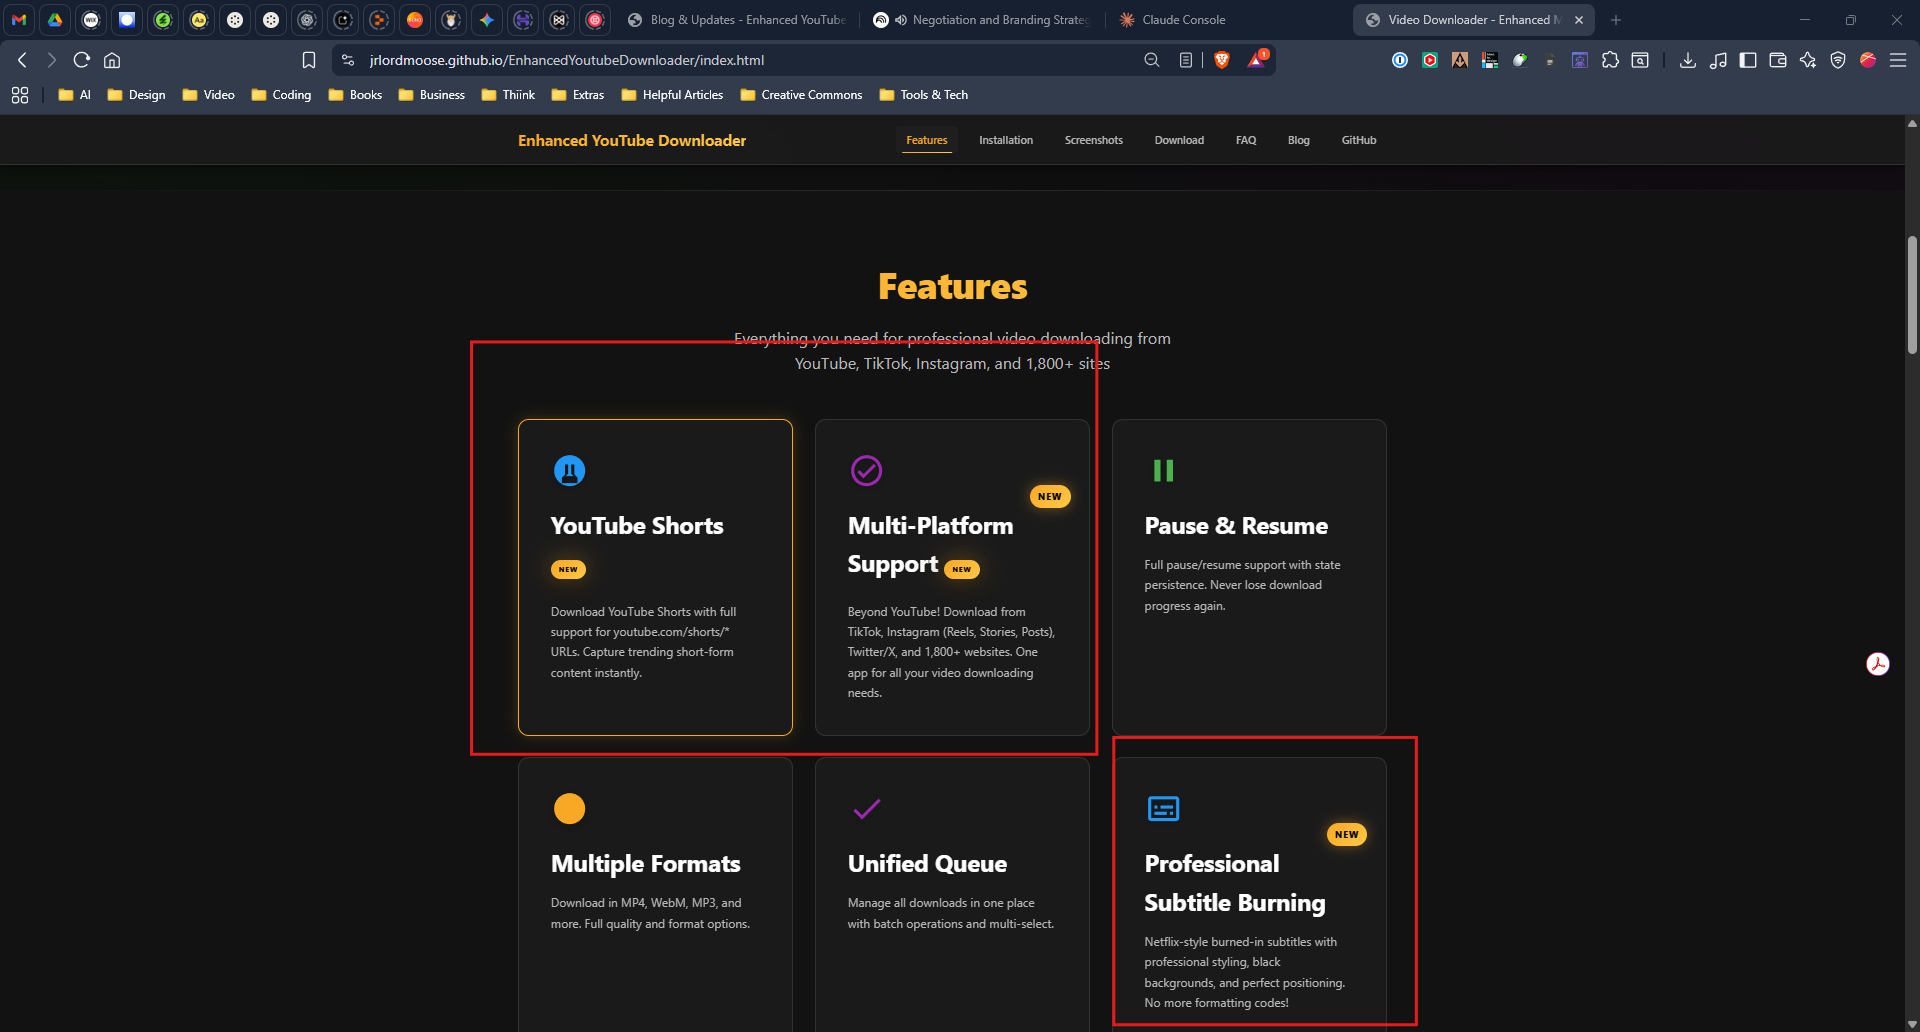 Blog & Updates - Enhanced YouTube
Negotiation and Branding Strate
Claude Console
Video Downloader - Enhanced M
jrlordmoose.github.io/EnhancedYoutubeDownloader/index.html
1
AI
Design
Video
Coding
Books
Business
Thiink
Extras
Helpful Articles
Creative Commons
Tools & Tech
Enhanced YouTube Downloader
Features
Installation
Screenshots
Download
FAQ
Blog
GitHub
Features
Everything you need for professional video downloading from
YouTube, TikTok, Instagram, and 1,800+ sites
YouTube Shorts
NEW
Download YouTube Shorts with full
support for youtube.com/shorts/*
URLs. Capture trending short-form
content instantly.
NEW
Multi-Platform
Support NEW
Beyond YouTube! Download from
TikTok, Instagram (Reels, Stories, Posts),
Twitter/X, and 1,800+ websites. One
app for all your video downloading
needs.
Pause & Resume
Full pause/resume support with state
persistence. Never lose download
progress again.
Multiple Formats
Download in MP4, WebM, MP3, and
more. Full quality and format options.
Unified Queue
Manage all downloads in one place
with batch operations and multi-select.
NEW
Professional
Subtitle Burning
Netflix-style burned-in subtitles with
professional styling, black
backgrounds, and perfect positioning.
No more formatting codes!